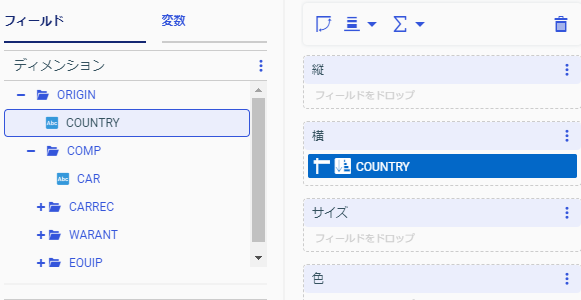 フィールド
変数
ディメンション
ORIGIN
Abc COUNTRY
COMP
Abc CAR
CARREC
WARANT
EQUIP
縦
フィールドをドロップ
横
COUNTRY
サイズ
フィールドをドロップ
色